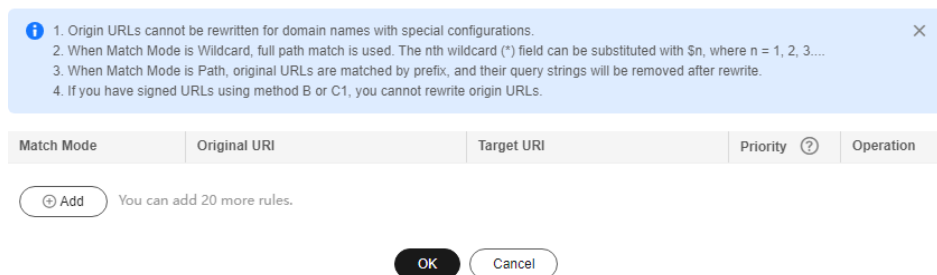 1. Origin URLs cannot be rewritten for domain names with special configurations.
2. When Match Mode is Wildcard, full path match is used. The nth wildcard (*) field can be substituted with $n, where n = 1, 2, 3....
3. When Match Mode is Path, original URLs are matched by prefix, and their query strings will be removed after rewrite.
4. If you have signed URLs using method B or C1, you cannot rewrite origin URLs.
Match Mode Original URI Target URI Priority ? Operation
Add You can add 20 more rules.
OK Cancel